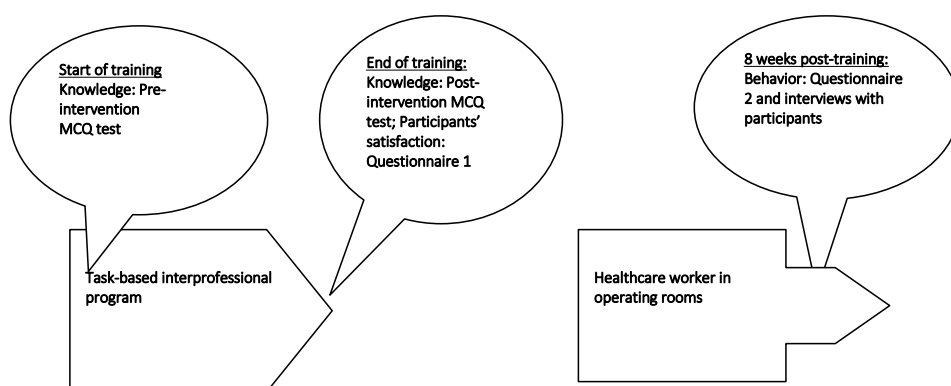 Start of training
Knowledge: Pre-
intervention
MCQ test
End of training:
Knowledge: Post-
intervention MCQ
test; Participants’
satisfaction:
Questionnaire 1
8 weeks post-training:
Behavior: Questionnaire
2 and interviews with
participants
Task-based interprofessional
program
Healthcare worker in
operating rooms